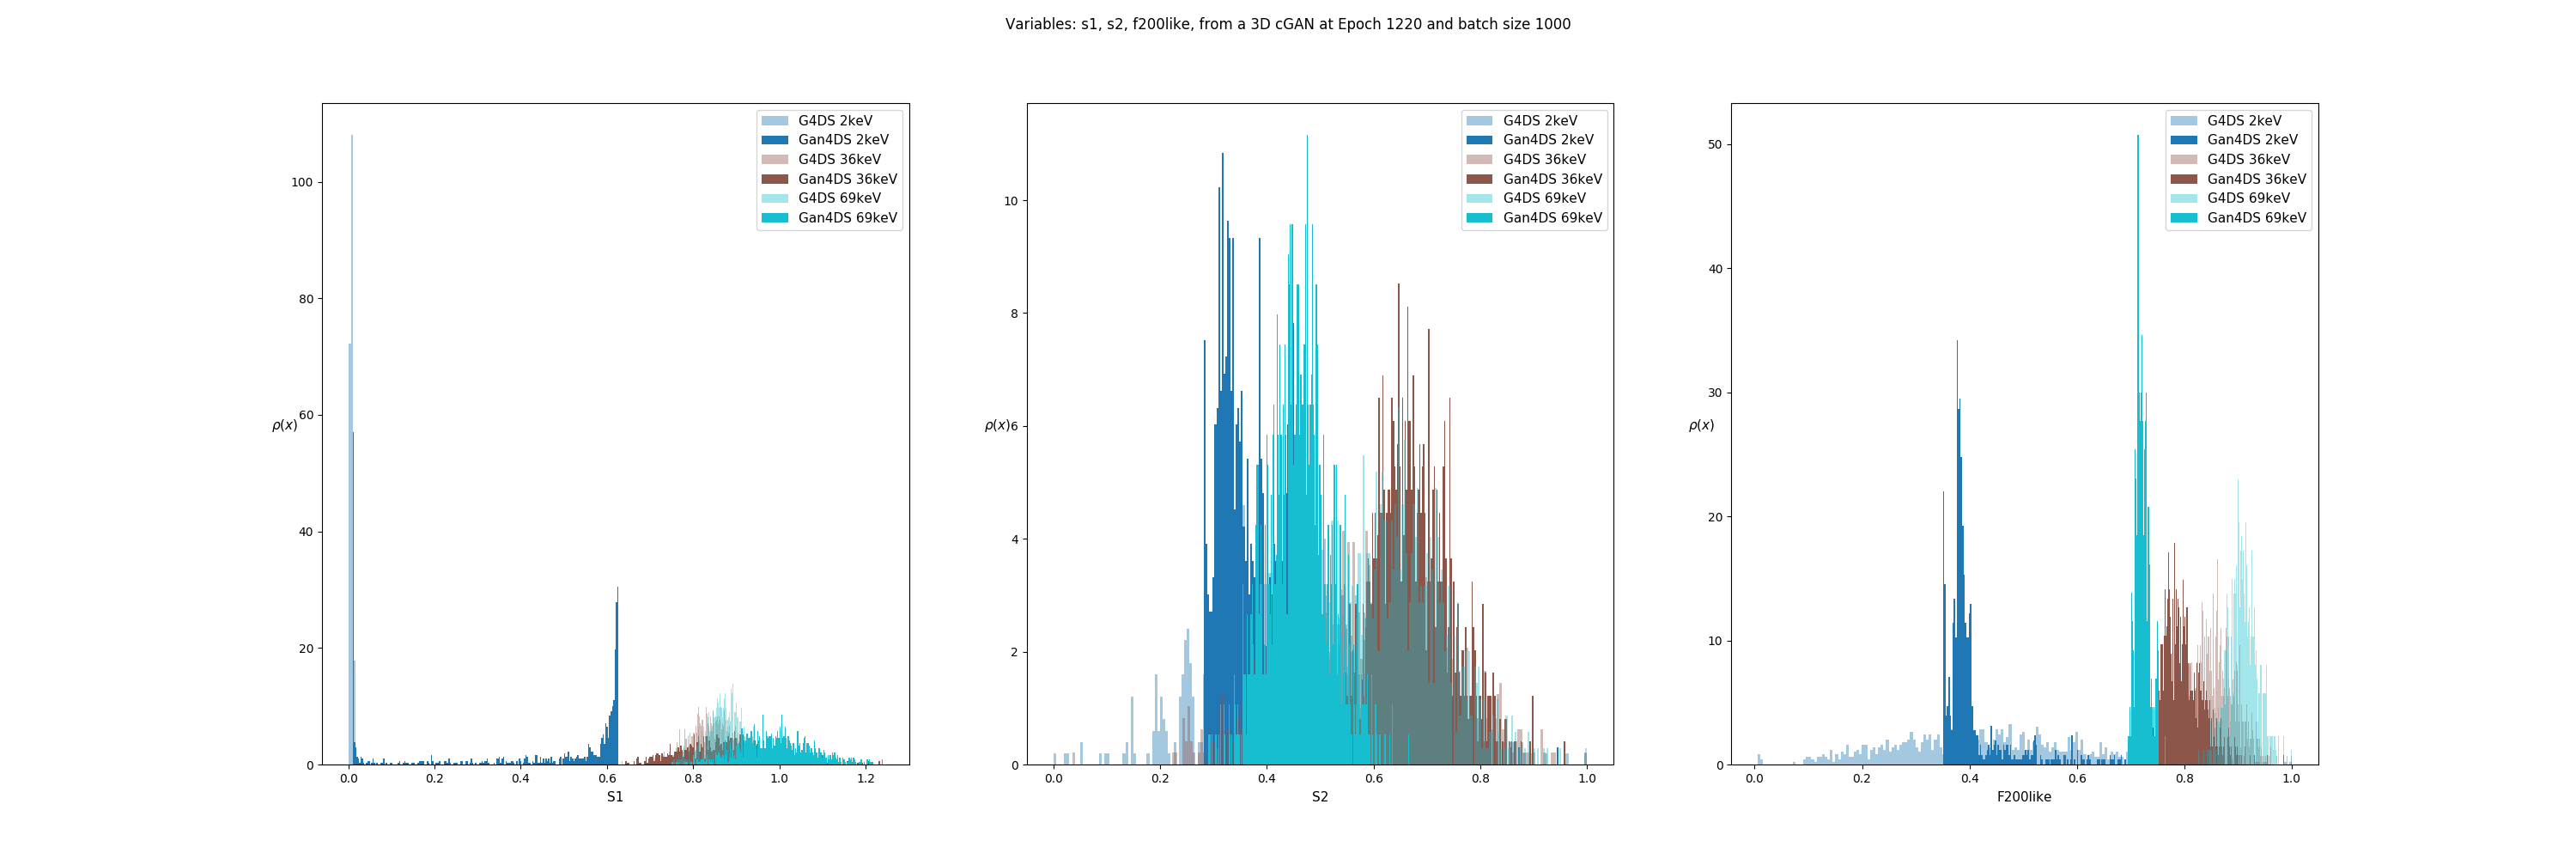 Variables: s1, s2, f200like, from a 3D cGAN at Epoch 1220 and batch size 1000
G4DS 2keV
Gan4DS 2keV
G4DS 36keV
Gan4DS 36keV
G4DS 69keV
Gan4DS 69keV
100
80
60
40
20
0
ρ(x)
0.0 0.2 0.4 0.6 0.8 1.0 1.2
S1
G4DS 2keV
Gan4DS 2keV
G4DS 36keV
Gan4DS 36keV
G4DS 69keV
Gan4DS 69keV
10
8
6
4
2
0
ρ(x)
0.0 0.2 0.4 0.6 0.8 1.0
S2
G4DS 2keV
Gan4DS 2keV
G4DS 36keV
Gan4DS 36keV
G4DS 69keV
Gan4DS 69keV
50
40
30
20
10
0
ρ(x)
0.0 0.2 0.4 0.6 0.8 1.0
F200like